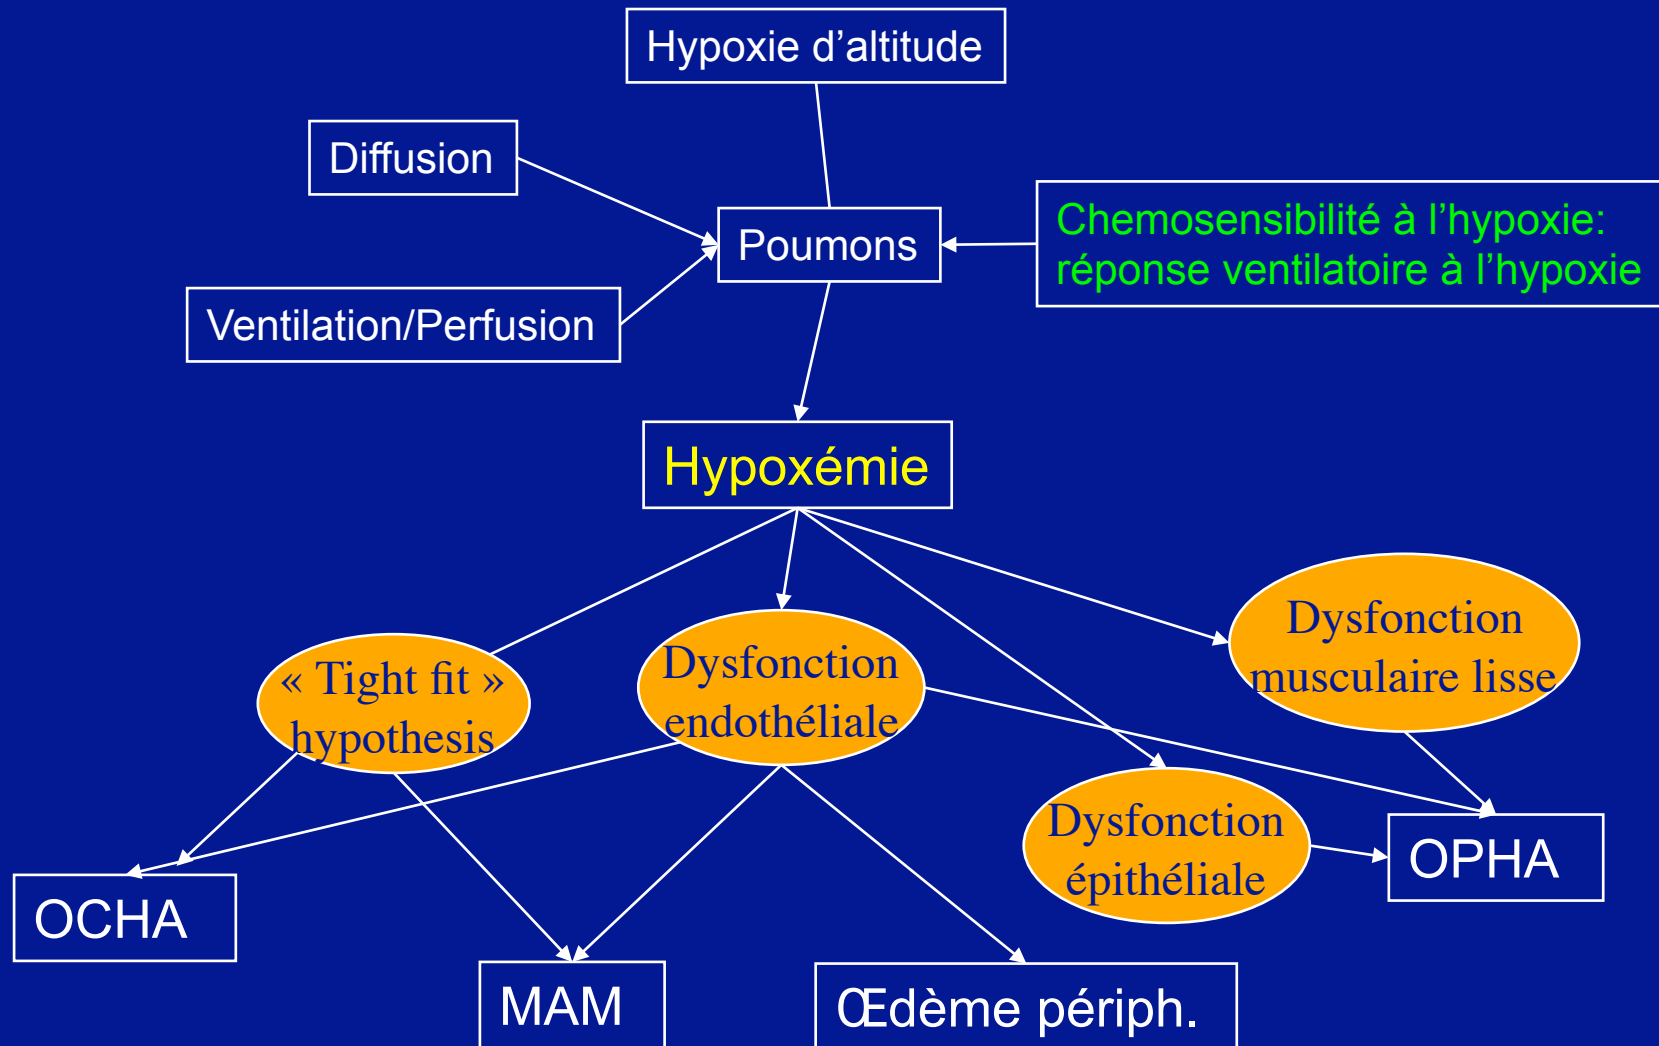 Hypoxie d’altitude
Diffusion
Chemosensibilité à l’hypoxie:
réponse ventilatoire à l’hypoxie
Poumons
Ventilation/Perfusion
Hypoxémie
Dysfonction
musculaire lisse
« Tight fit »
hypothesis
Dysfonction
endothéliale
Dysfonction
épithéliale
OPHA
OCHA
MAM
Œdème périph.